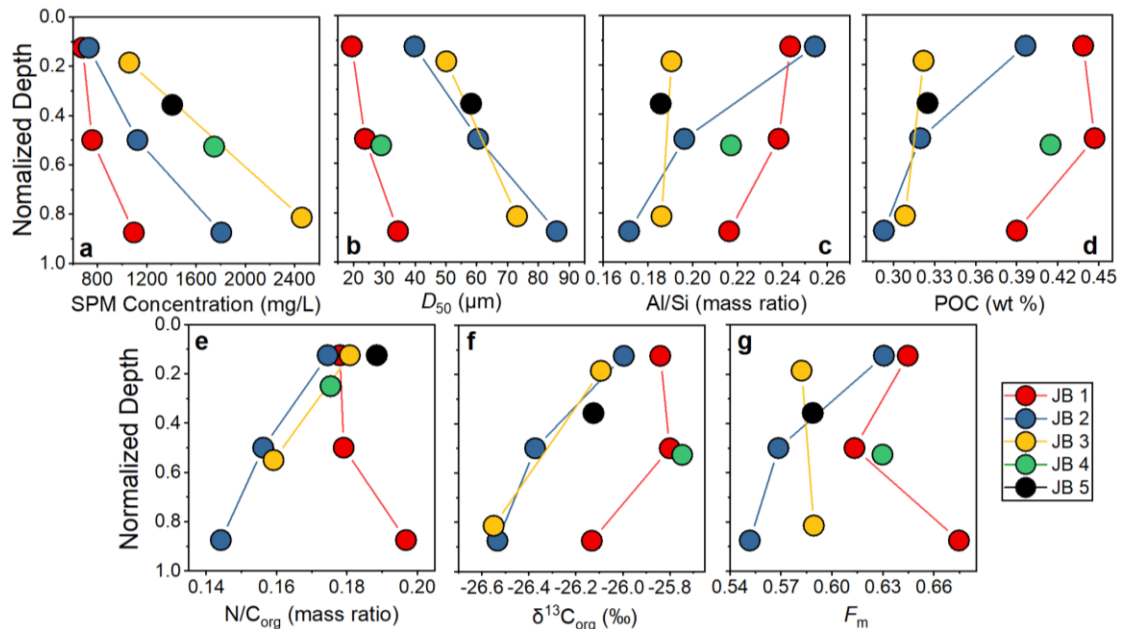 0.0
0.2
0.4
0.6
0.8
1.0
Nomalized Depth
a
800 1200 1600 2000 2400
SPM Concentration (mg/L)
b
20 30 40 50 60 70 80 90
D50 (μm)
c
0.16 0.18 0.20 0.22 0.24 0.26
Al/Si (mass ratio)
d
0.30 0.33 0.36 0.39 0.42 0.45
POC (wt %)
0.0
0.2
0.4
0.6
0.8
1.0
Normalized Depth
e
0.14 0.16 0.18 0.20
N/Corg (mass ratio)
f
-26.6 -26.4 -26.2 -26.0 -25.8
δ13Corg (‰)
g
0.54 0.57 0.60 0.63 0.66
Fm
JB 1
JB 2
JB 3
JB 4
JB 5